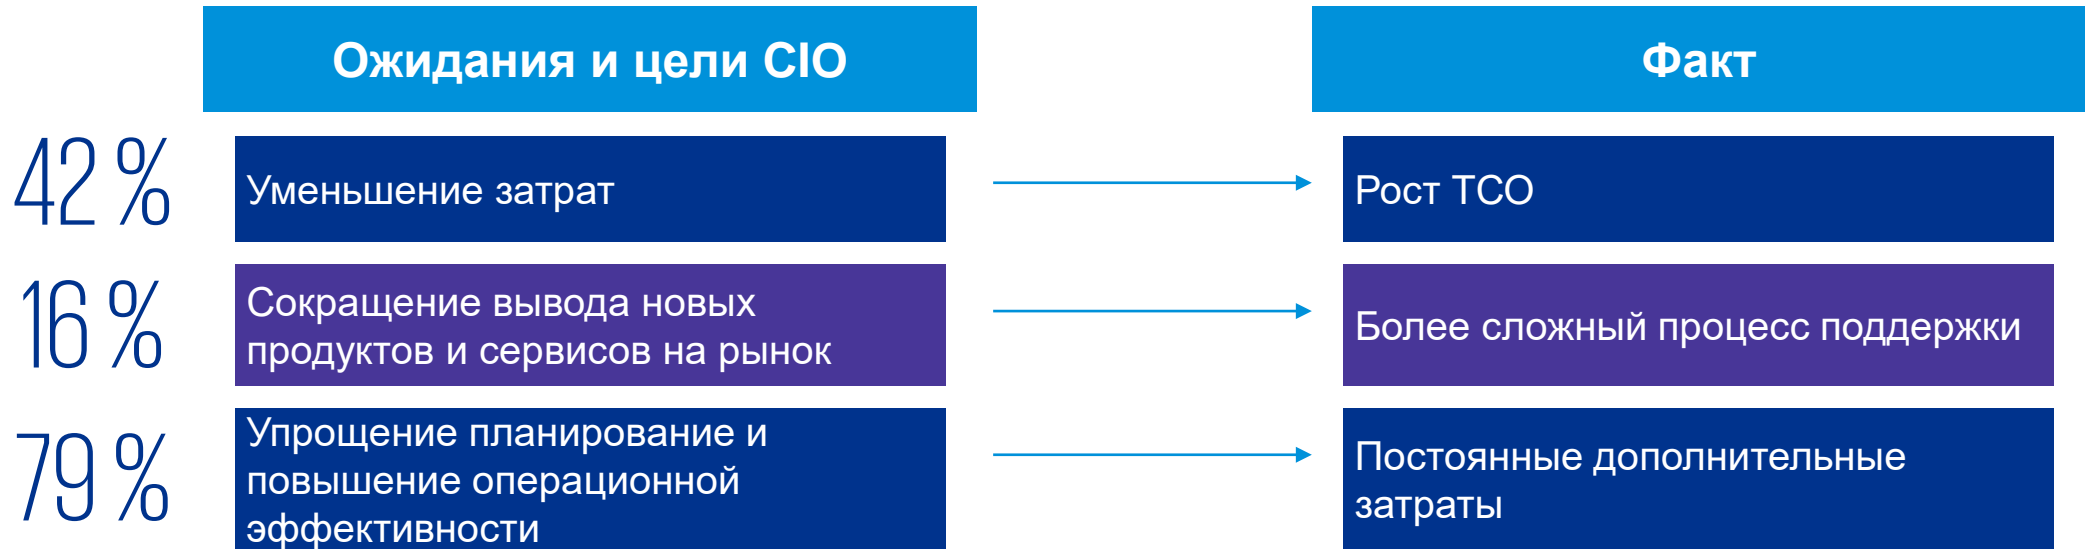 Ожидания и цели CIO
Факт
42 %
Уменьшение затрат
Рост TCO
16 %
Сокращение вывода новых
продуктов и сервисов на рынок
Более сложный процесс поддержки
79 %
Упрощение планирование и
повышение операционной
эффективности
Постоянные дополнительные
затраты